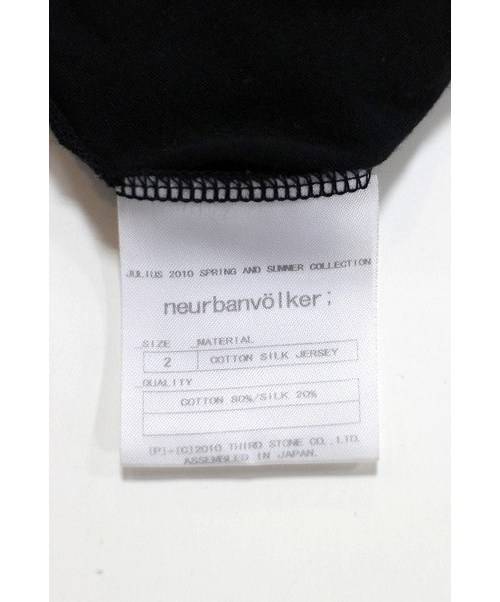 JULIUS 2010 SPRING AND SUMMER COLLECTION
neurbanvölker;
SIZE _MATERIAL
2 COTTON SILK JERSEY
_QUALITY
COTTON 80%/SILK 20%
(P)+(C)2010 THIRD STONE CO.,LTD.
ASSEMBLED IN JAPAN.